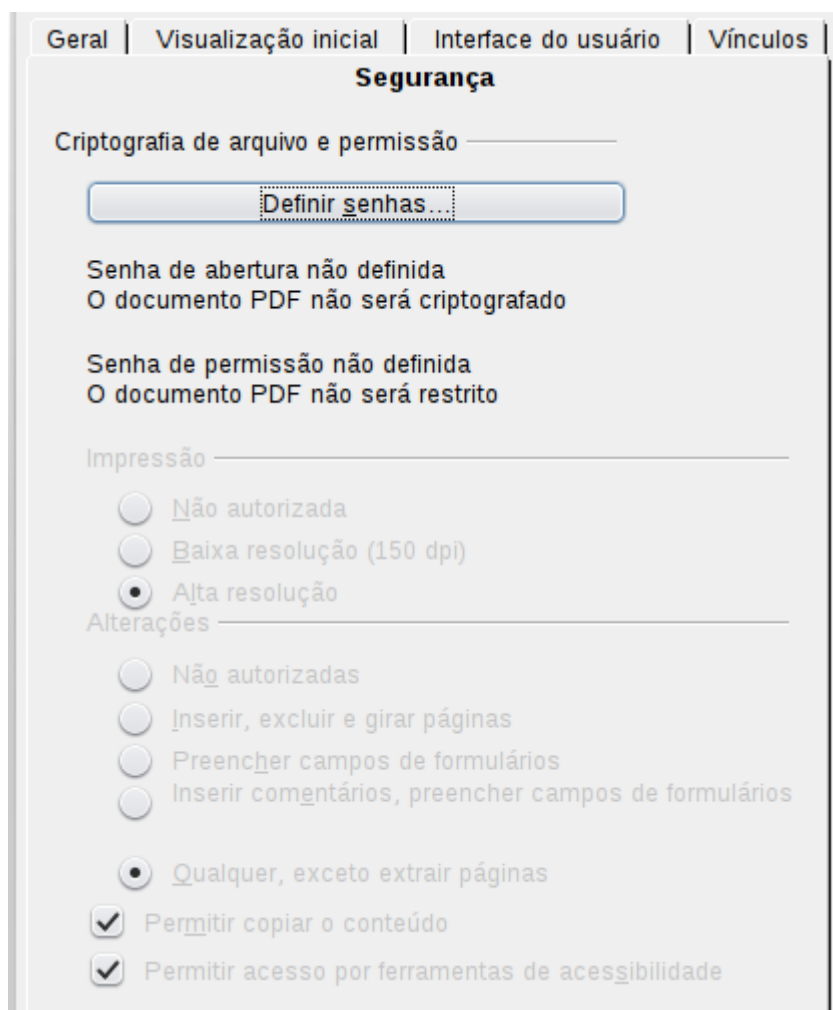 Geral Visualização inicial Interface do usuário Vínculos
Segurança
Criptografia de arquivo e permissão
Definir senhas...
Senha de abertura não definida
O documento PDF não será criptografado
Senha de permissão não definida
O documento PDF não será restrito
Impressão
Não autorizada
Baixa resolução (150 dpi)
Alta resolução
Alterações
Não autorizadas
Inserir, excluir e girar páginas
Preencher campos de formulários
Inserir comentários, preencher campos de formulários
Qualquer, exceto extrair páginas
Permitir copiar o conteúdo
Permitir acesso por ferramentas de acessibilidade